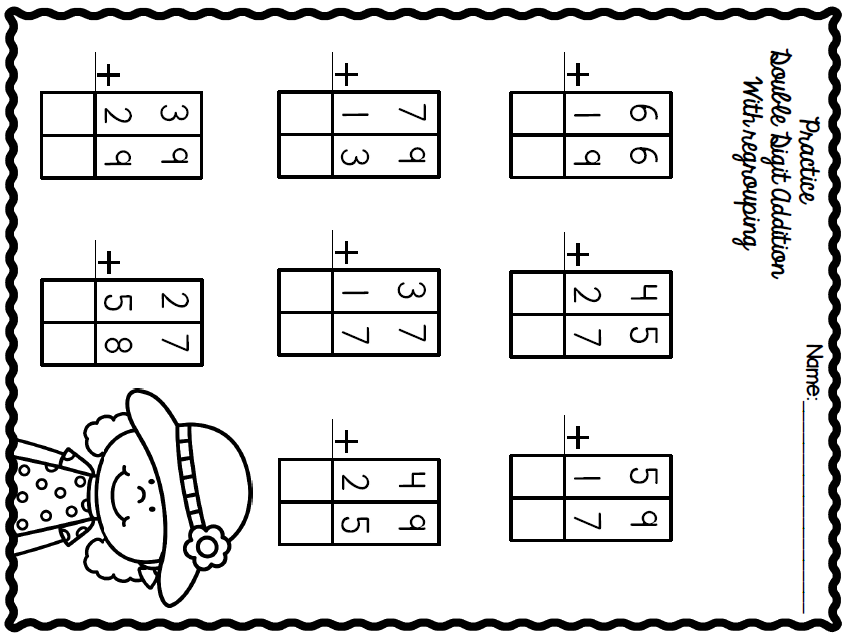 Practice Name:____________________
Double Digit Addition
With regrouping
66 45 59
+ 19 + 27 + 17
79 37 49
+ 13 + 17 + 25
39 27
+ 29 + 58